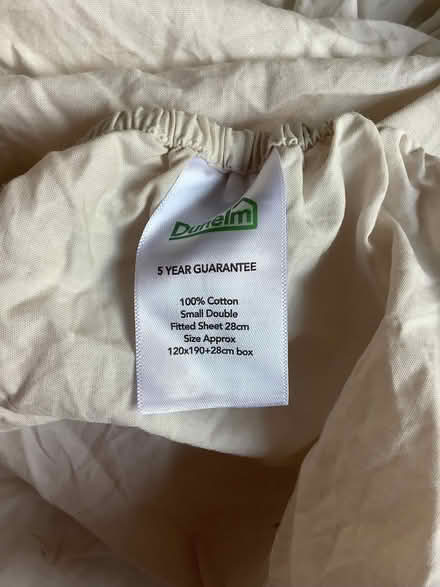 Dunelm
5 YEAR GUARANTEE
100% Cotton
Small Double
Fitted Sheet 28cm
Size Approx
120x190+28cm box